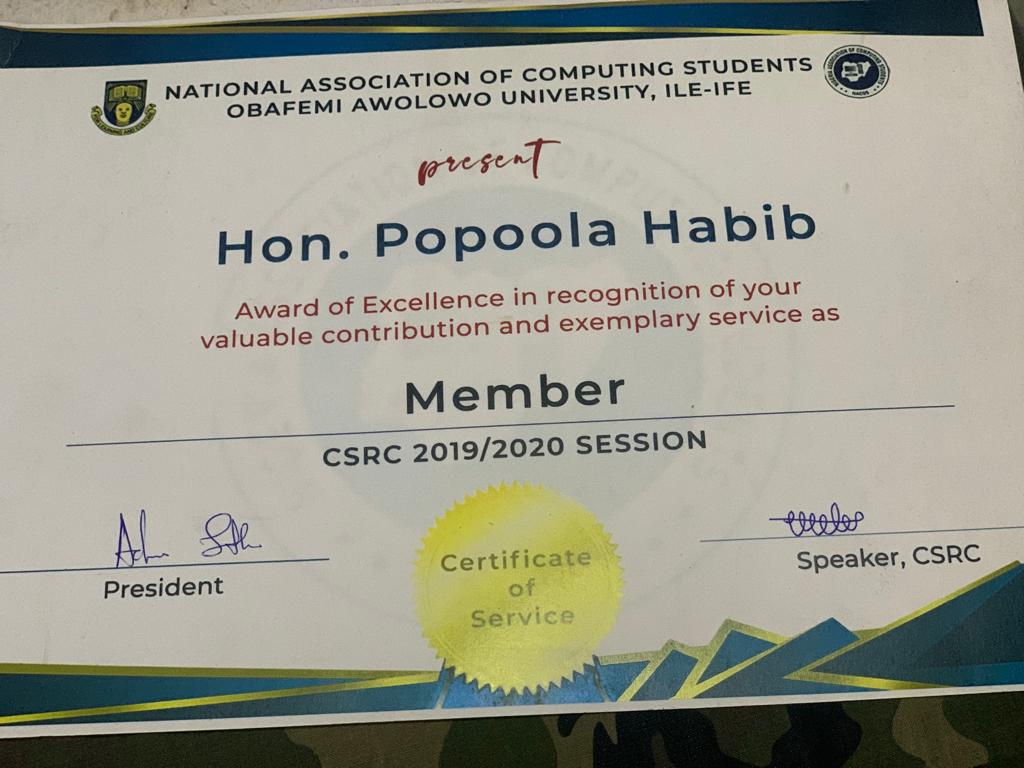 NATIONAL ASSOCIATION OF COMPUTING STUDENTS
OBAFEMI AWOLOWO UNIVERSITY, ILE-IFE
present
Hon. Popoola Habib
Award of Excellence in recognition of your
valuable contribution and exemplary service as
Member
CSRC 2019/2020 SESSION
President
Certificate
of
Service
Speaker, CSRC